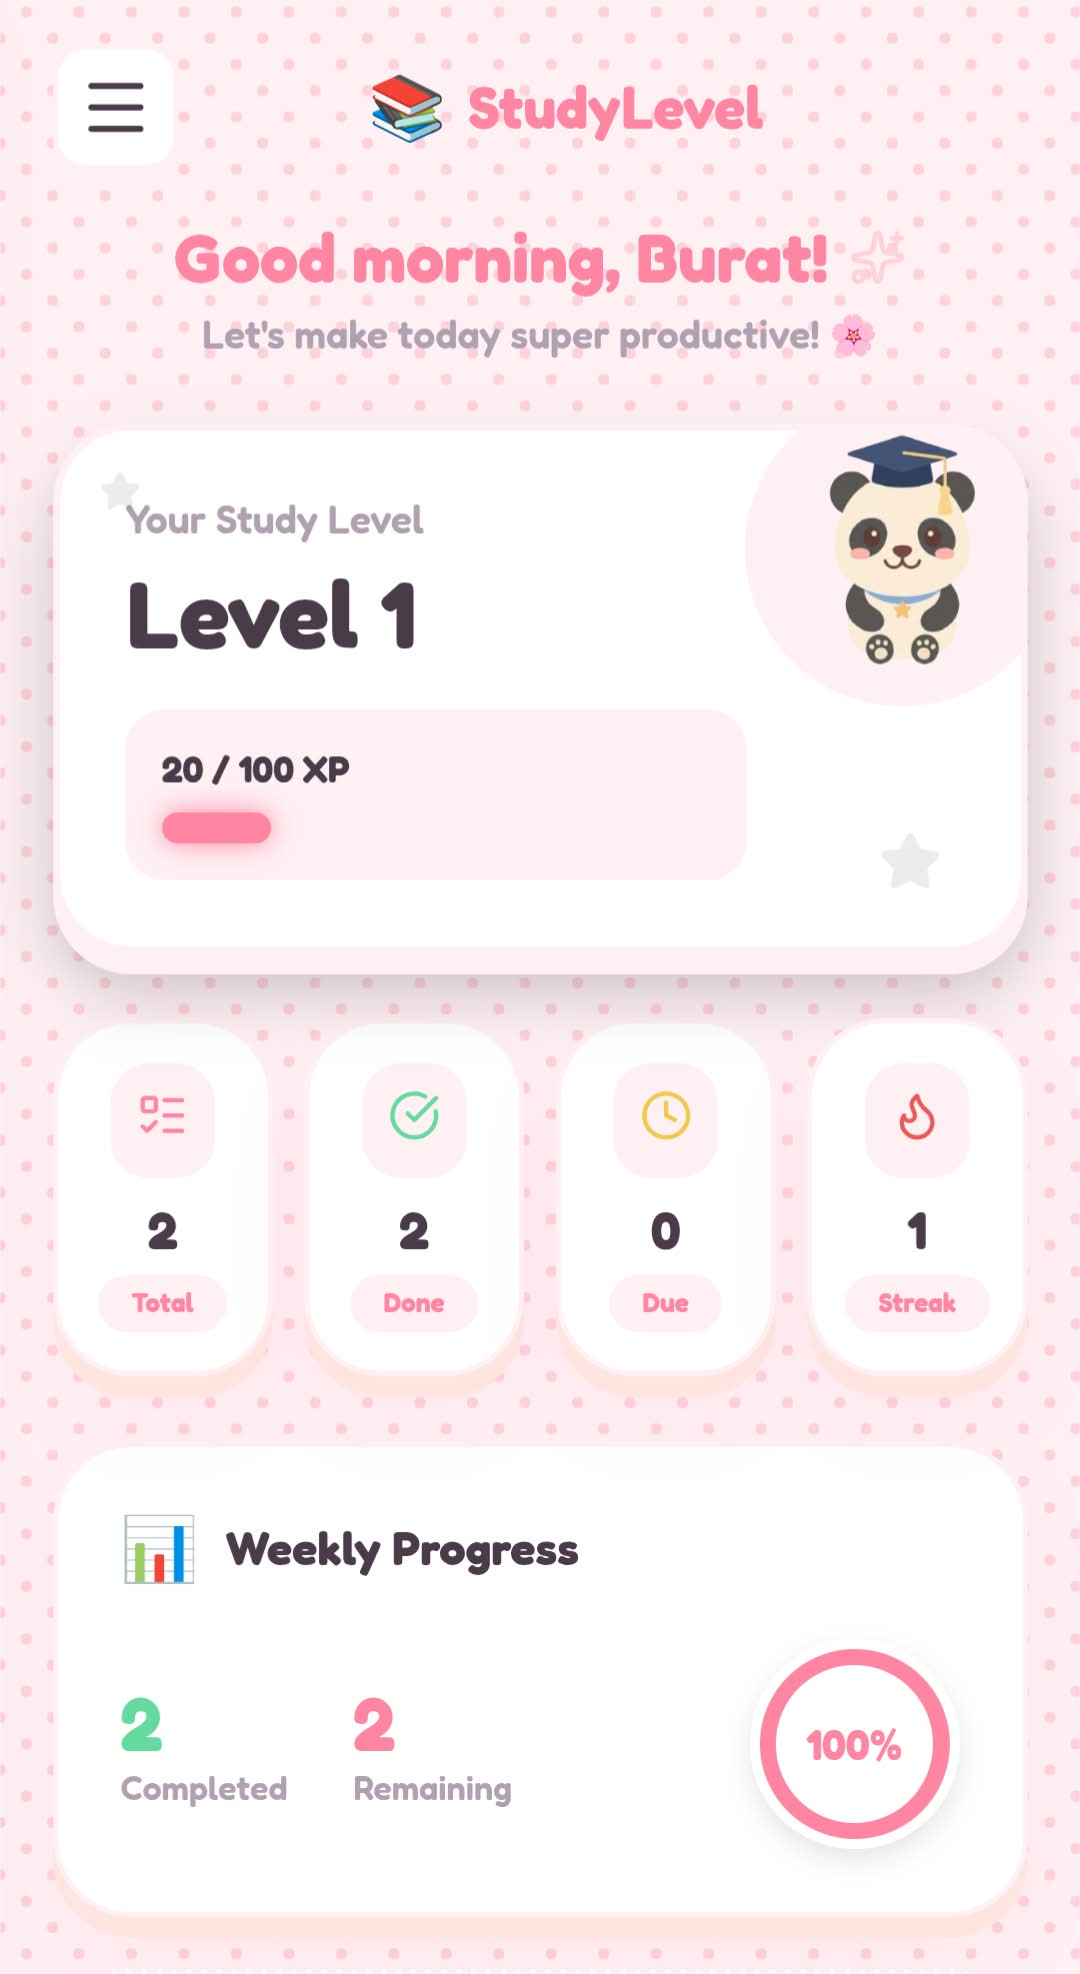 StudyLevel
Good morning, Burat!
Let's make today super productive!
Your Study Level
Level 1
20 / 100 XP
2
Total
2
Done
0
Due
1
Streak
Weekly Progress
2
Completed
2
Remaining
100%